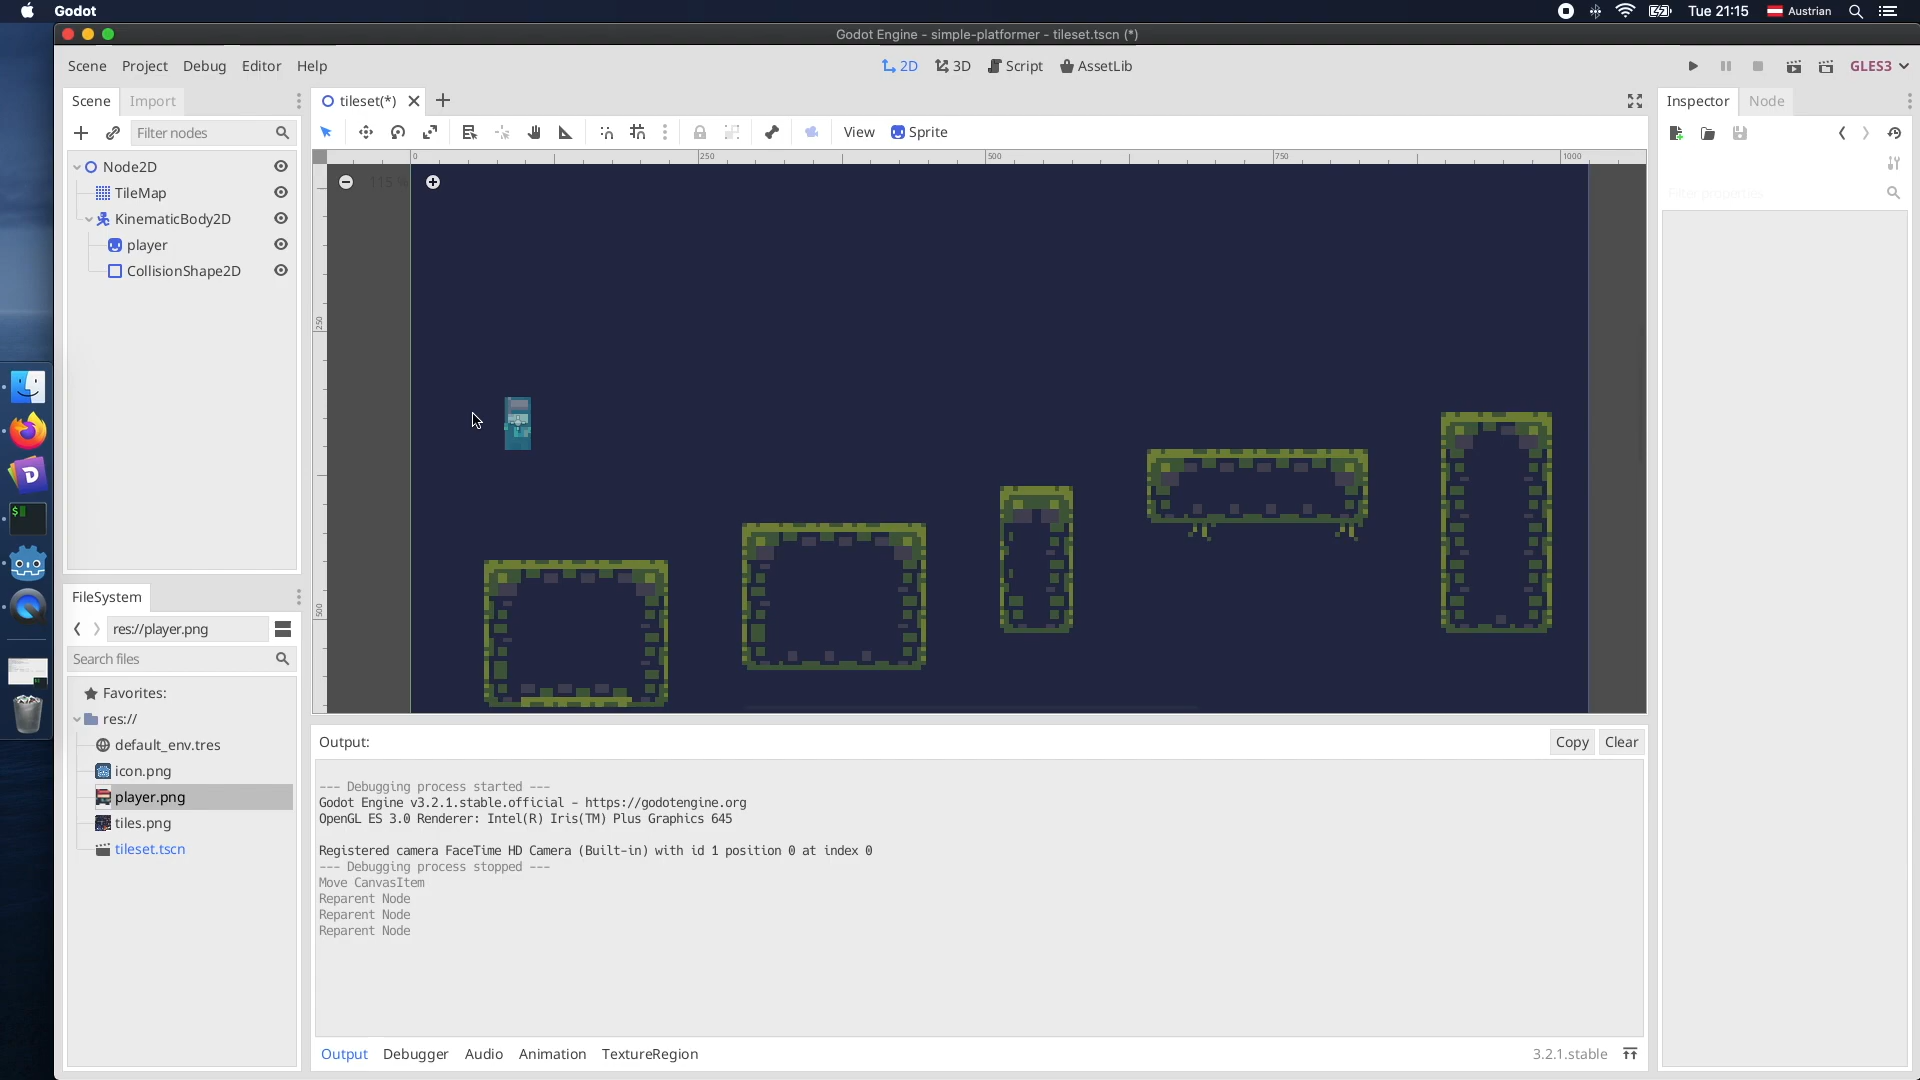 Godot
Tue 21:15
Austrian
Godot Engine - simple-platformer - tileset.tscn (*)
Scene Project Debug Editor Help
2D 3D Script AssetLib
GLES3
Scene Import
tileset(*)
Inspector Node
Filter nodes
View Sprite
0 250 500 750 1000
Node2D
115 %
TileMap
Filter properties
KinematicBody2D
player
CollisionShape2D
250
500
FileSystem
res://player.png
Search files
Favorites:
res://
default_env.tres
icon.png
player.png
tiles.png
tileset.tscn
Output:
Copy Clear
--- Debugging process started ---
Godot Engine v3.2.1.stable.official - https://godotengine.org
OpenGL ES 3.0 Renderer: Intel(R) Iris(TM) Plus Graphics 645
Registered camera FaceTime HD Camera (Built-in) with id 1 position 0 at index 0
--- Debugging process stopped ---
Move CanvasItem
Reparent Node
Reparent Node
Reparent Node
Output Debugger Audio Animation TextureRegion
3.2.1.stable